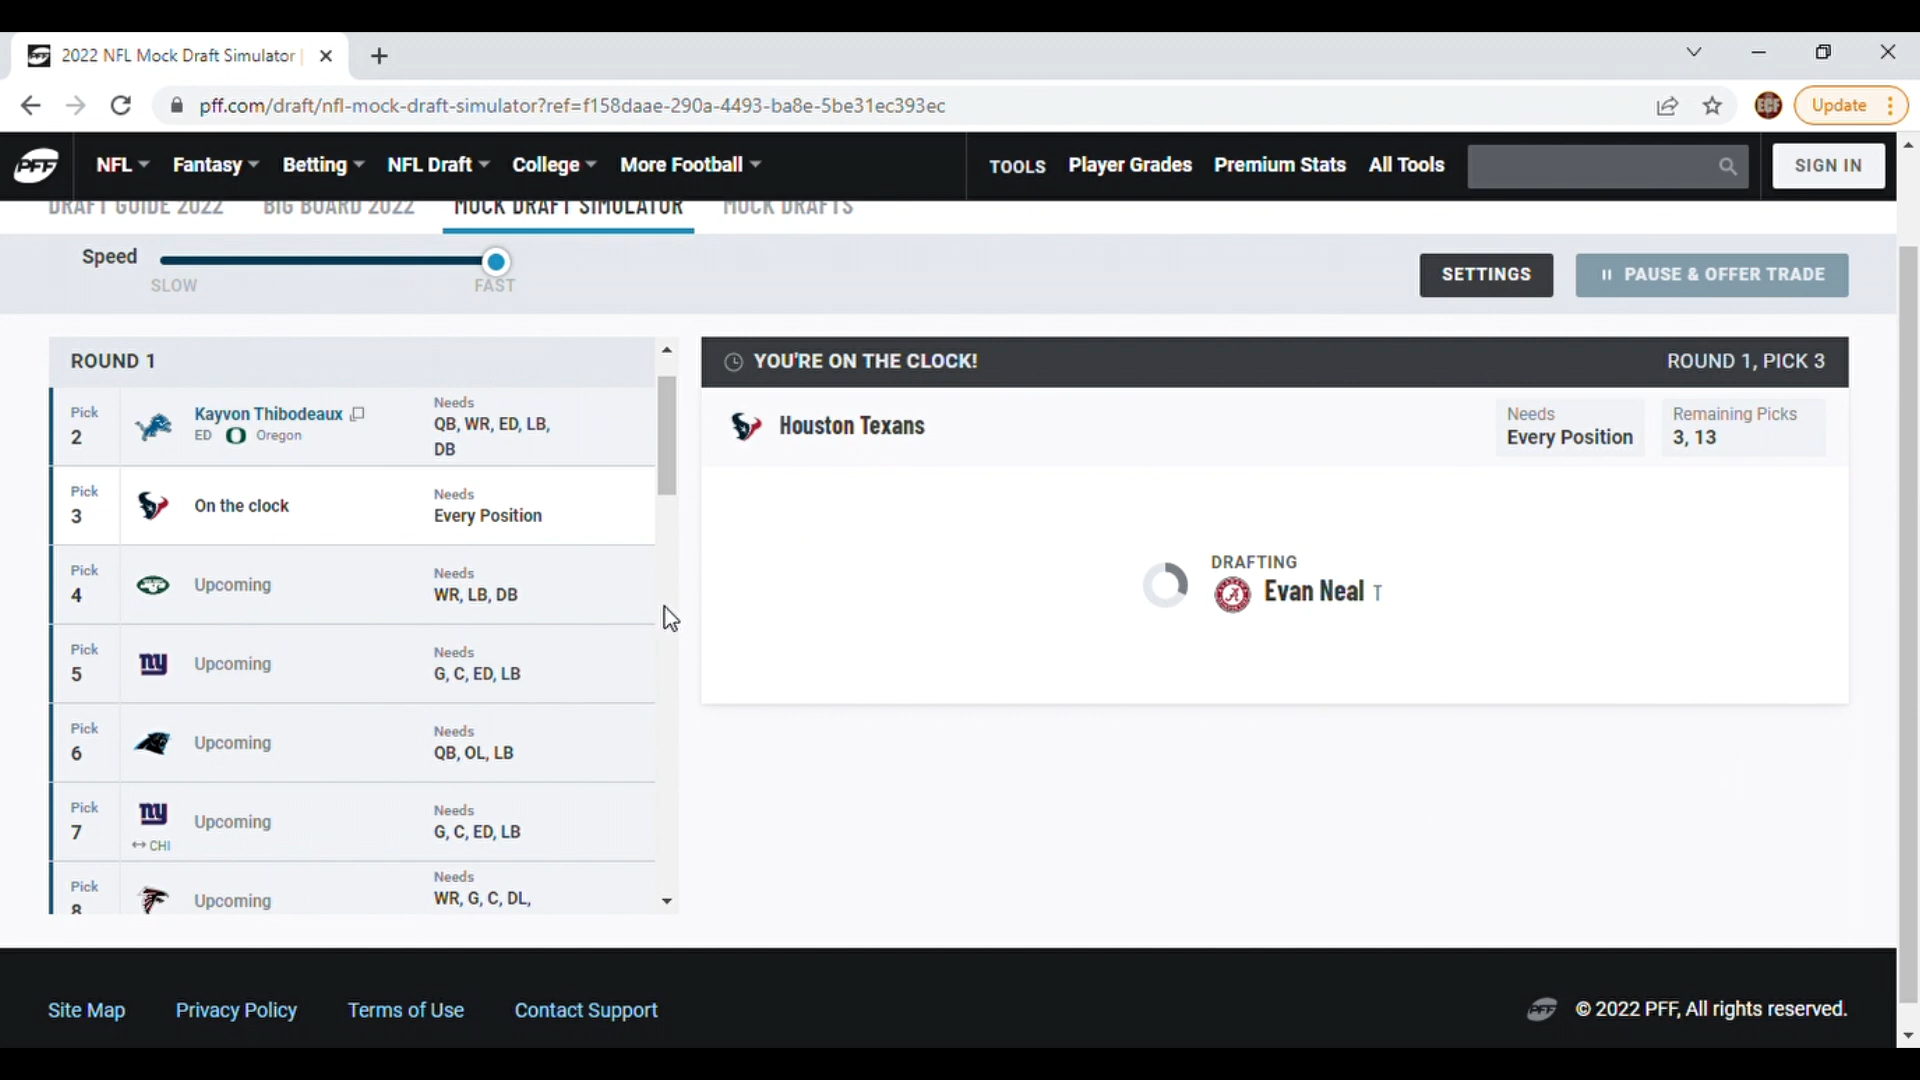 2022 NFL Mock Draft Simulator |
pff.com/draft/nfl-mock-draft-simulator?ref=f158daae-290a-4493-ba8e-5be31ec393ec
ECF
Update
PFF
NFL
Fantasy
Betting
NFL Draft
College
More Football
TOOLS
Player Grades
Premium Stats
All Tools
SIGN IN
DRAFT GUIDE 2022
BIG BOARD 2022
MOCK DRAFT SIMULATOR
MOCK DRAFTS
Speed
SLOW
FAST
SETTINGS
PAUSE & OFFER TRADE
ROUND 1
Pick
2
Kayvon Thibodeaux
ED
Oregon
Needs
QB, WR, ED, LB,
DB
Pick
3
On the clock
Needs
Every Position
Pick
4
Upcoming
Needs
WR, LB, DB
Pick
5
ny
Upcoming
Needs
G, C, ED, LB
Pick
6
Upcoming
Needs
QB, OL, LB
Pick
7
ny
↔ CHI
Upcoming
Needs
G, C, ED, LB
Pick
8
Upcoming
Needs
WR, G, C, DL,
YOU'RE ON THE CLOCK!
ROUND 1, PICK 3
Houston Texans
Needs
Every Position
Remaining Picks
3, 13
DRAFTING
Evan Neal T
Site Map
Privacy Policy
Terms of Use
Contact Support
PFF
© 2022 PFF, All rights reserved.